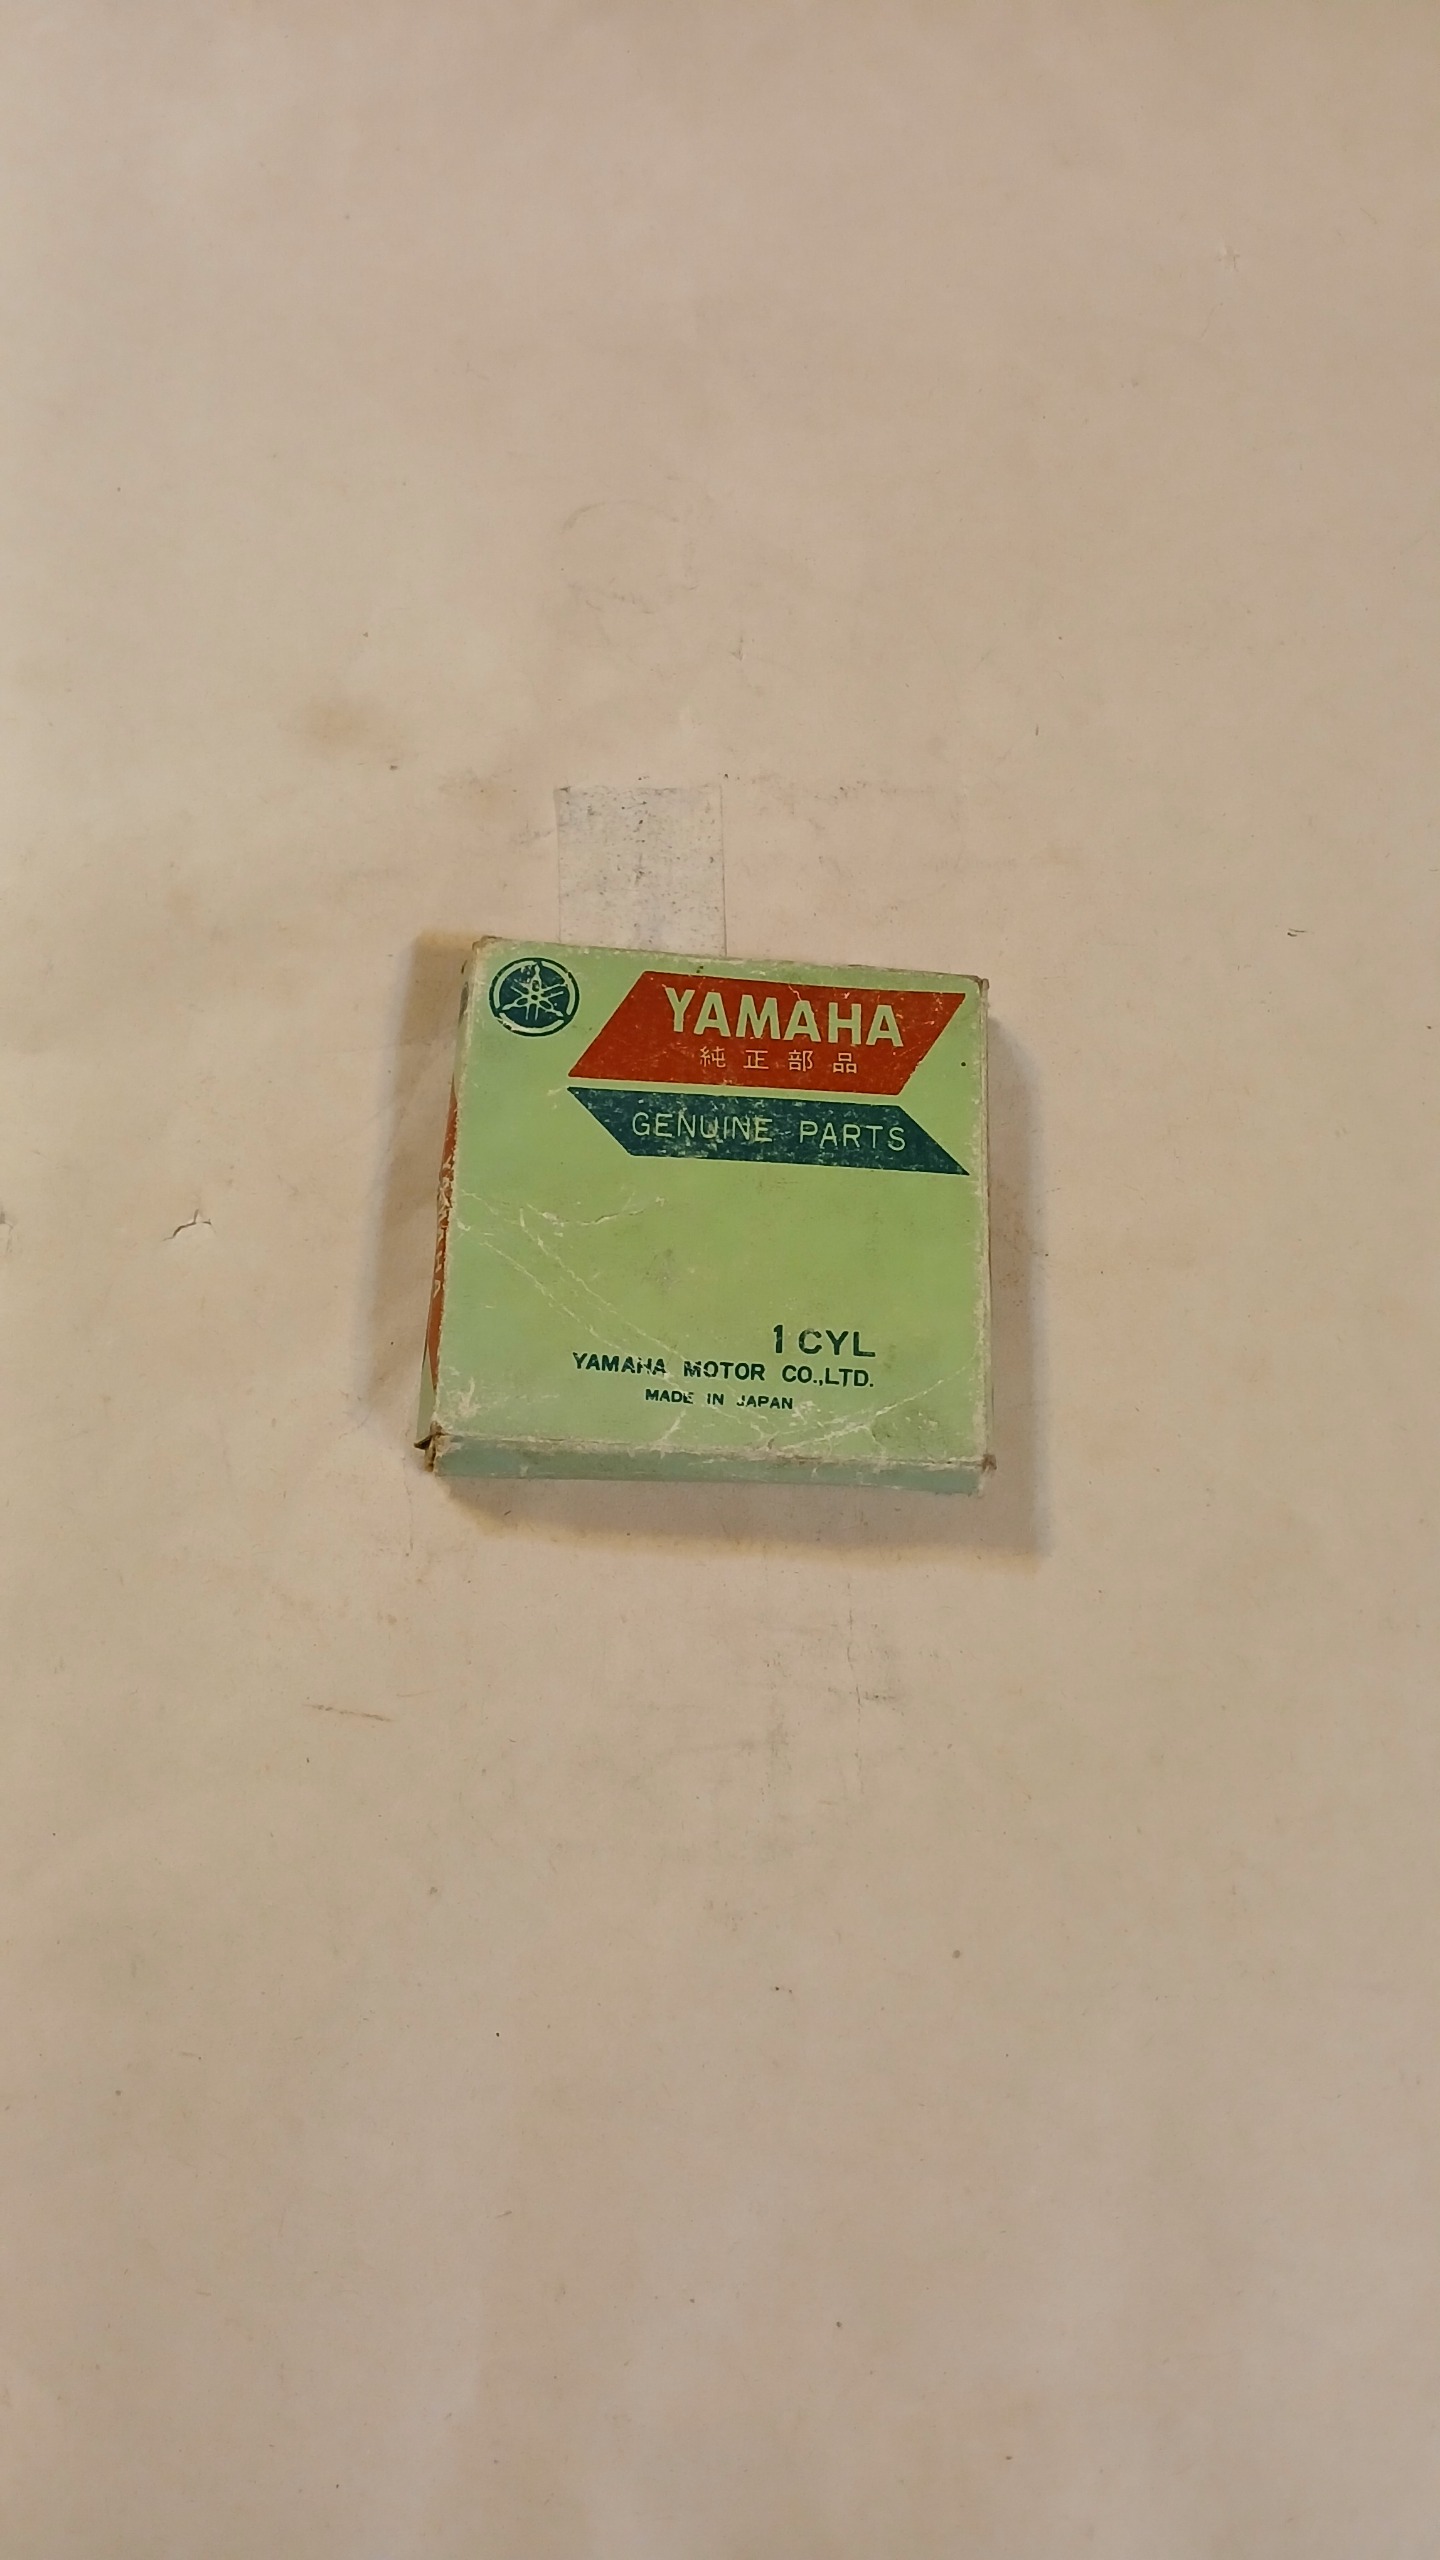 YAMAHA
純正部品
GENUINE PARTS
1 CYL
YAMAHA MOTOR CO.,LTD.
MADE IN JAPAN